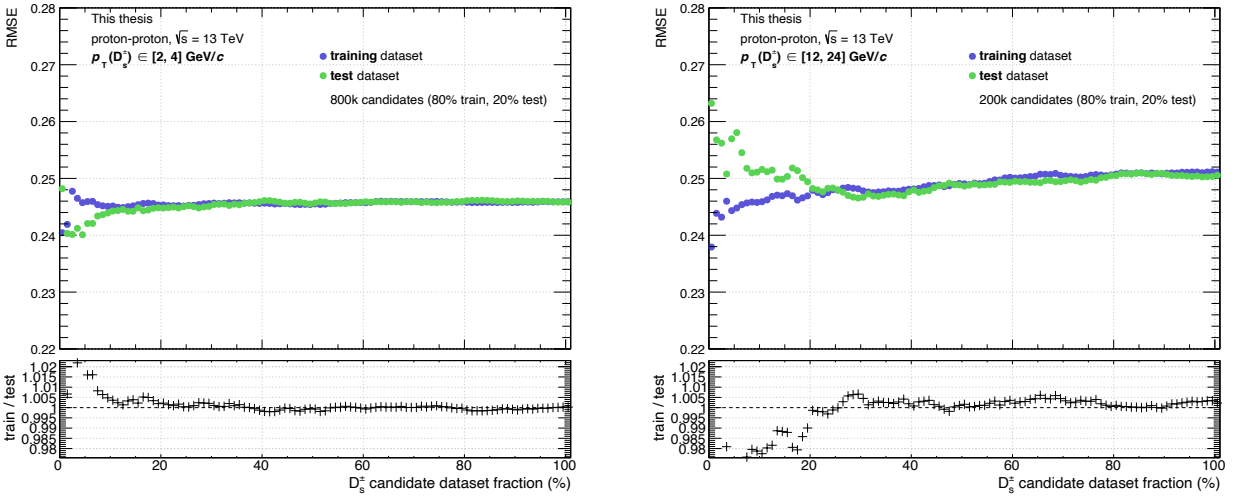 RMSE
0.28
0.27
0.26
0.25
0.24
0.23
0.22
This thesis
proton-proton, √s = 13 TeV
p_T(D_s^±) ∈ [2, 4] GeV/c
training dataset
test dataset
800k candidates (80% train, 20% test)
train / test
1.015
1.01
1.005
1
0.995
0.99
0.985
0.98
0 20 40 60 80 100
D_s^± candidate dataset fraction (%)
RMSE
0.28
0.27
0.26
0.25
0.24
0.23
0.22
This thesis
proton-proton, √s = 13 TeV
p_T(D_s^±) ∈ [12, 24] GeV/c
training dataset
test dataset
200k candidates (80% train, 20% test)
train / test
1.015
1.01
1.005
1
0.995
0.99
0.985
0.98
0 20 40 60 80 100
D_s^± candidate dataset fraction (%)